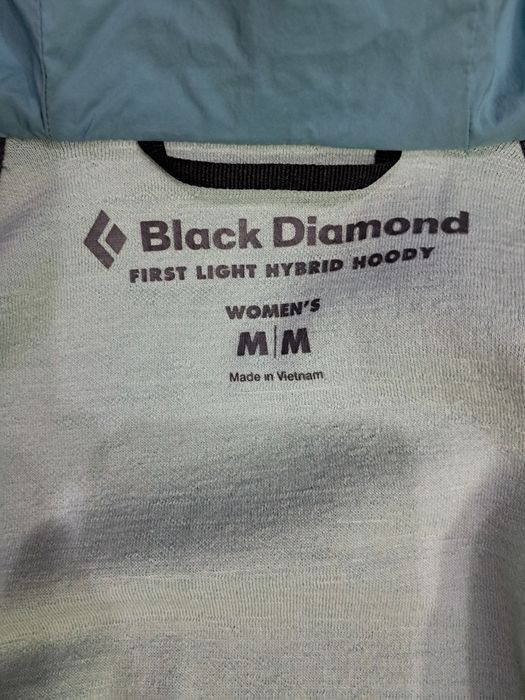 Black Diamond
FIRST LIGHT HYBRID HOODY
WOMEN'S
M|M
Made in Vietnam